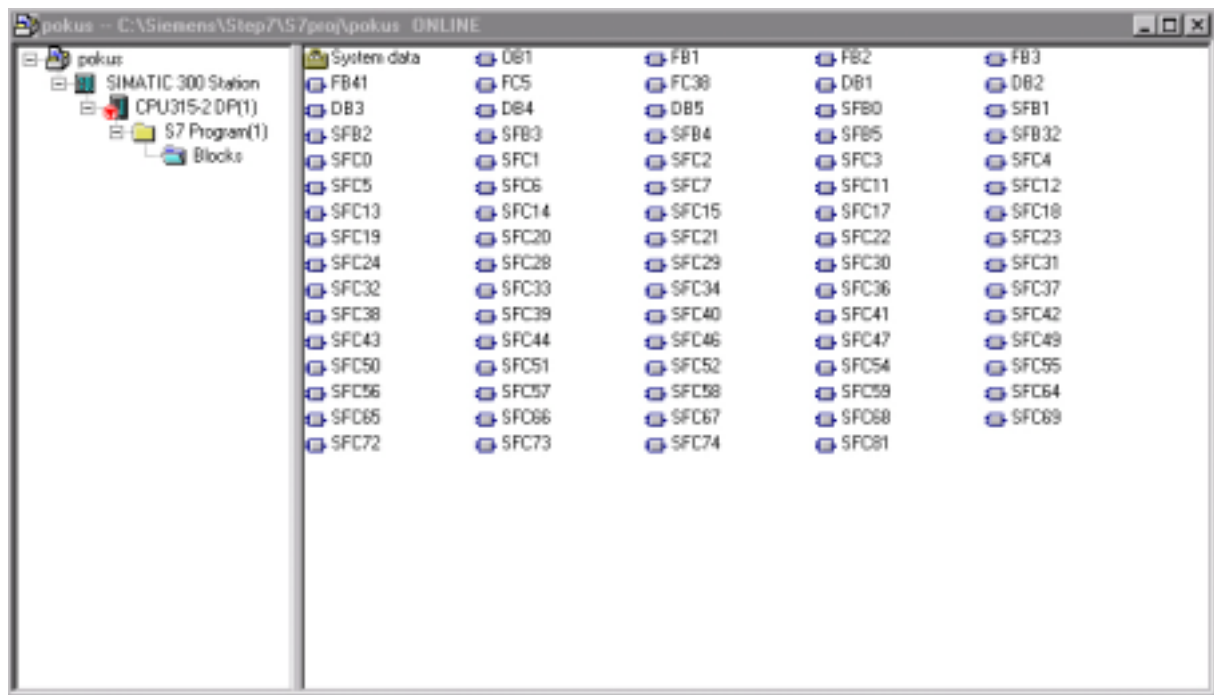 pokus -- C:\Siemens\Step7\S7proj\pokus ONLINE
pokus
SIMATIC 300 Station
CPU315-2 DP(1)
S7 Program(1)
Blocks
System data OB1 FB1 FB2 FB3
FB41 FC5 FC38 DB1 DB2
DB3 DB4 DB5 SFB0 SFB1
SFB2 SFB3 SFB4 SFB5 SFB32
SFC0 SFC1 SFC2 SFC3 SFC4
SFC5 SFC6 SFC7 SFC11 SFC12
SFC13 SFC14 SFC15 SFC17 SFC18
SFC19 SFC20 SFC21 SFC22 SFC23
SFC24 SFC28 SFC29 SFC30 SFC31
SFC32 SFC33 SFC34 SFC36 SFC37
SFC38 SFC39 SFC40 SFC41 SFC42
SFC43 SFC44 SFC46 SFC47 SFC49
SFC50 SFC51 SFC52 SFC54 SFC55
SFC56 SFC57 SFC58 SFC59 SFC64
SFC65 SFC66 SFC67 SFC68 SFC69
SFC72 SFC73 SFC74 SFC81